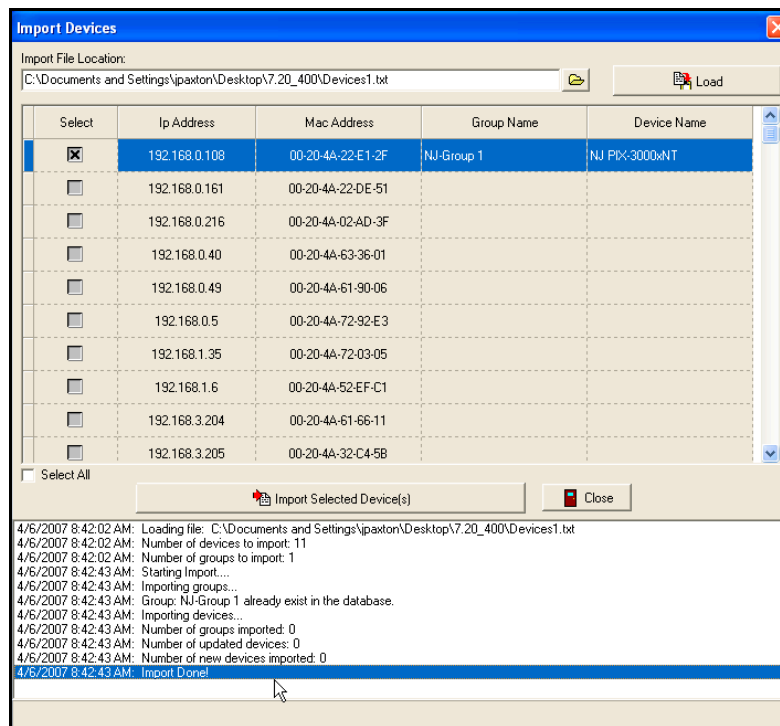 Import Devices
Import File Location:
C:\Documents and Settings\jpaxton\Desktop\7.20_400\Devices1.txt
Load
Select Ip Address Mac Address Group Name Device Name
192.168.0.108 00-20-4A-22-E1-2F NJ-Group 1 NJ PIX-3000xNT
192.168.0.161 00-20-4A-22-DE-51
192.168.0.216 00-20-4A-02-AD-3F
192.168.0.40 00-20-4A-63-36-01
192.168.0.49 00-20-4A-61-90-06
192.168.0.5 00-20-4A-72-92-E3
192.168.1.35 00-20-4A-72-03-05
192.168.1.6 00-20-4A-52-EF-C1
192.168.3.204 00-20-4A-61-66-11
192.168.3.205 00-20-4A-32-C4-5B
Select All
Import Selected Device(s) Close
4/6/2007 8:42:02 AM: Loading file: C:\Documents and Settings\jpaxton\Desktop\7.20_400\Devices1.txt
4/6/2007 8:42:02 AM: Number of devices to import: 11
4/6/2007 8:42:02 AM: Number of groups to import: 1
4/6/2007 8:42:43 AM: Starting Import....
4/6/2007 8:42:43 AM: Importing groups...
4/6/2007 8:42:43 AM: Group: NJ-Group 1 already exist in the database.
4/6/2007 8:42:43 AM: Importing devices...
4/6/2007 8:42:43 AM: Number of groups imported: 0
4/6/2007 8:42:43 AM: Number of updated devices: 0
4/6/2007 8:42:43 AM: Number of new devices imported: 0
4/6/2007 8:42:43 AM: Import Done!